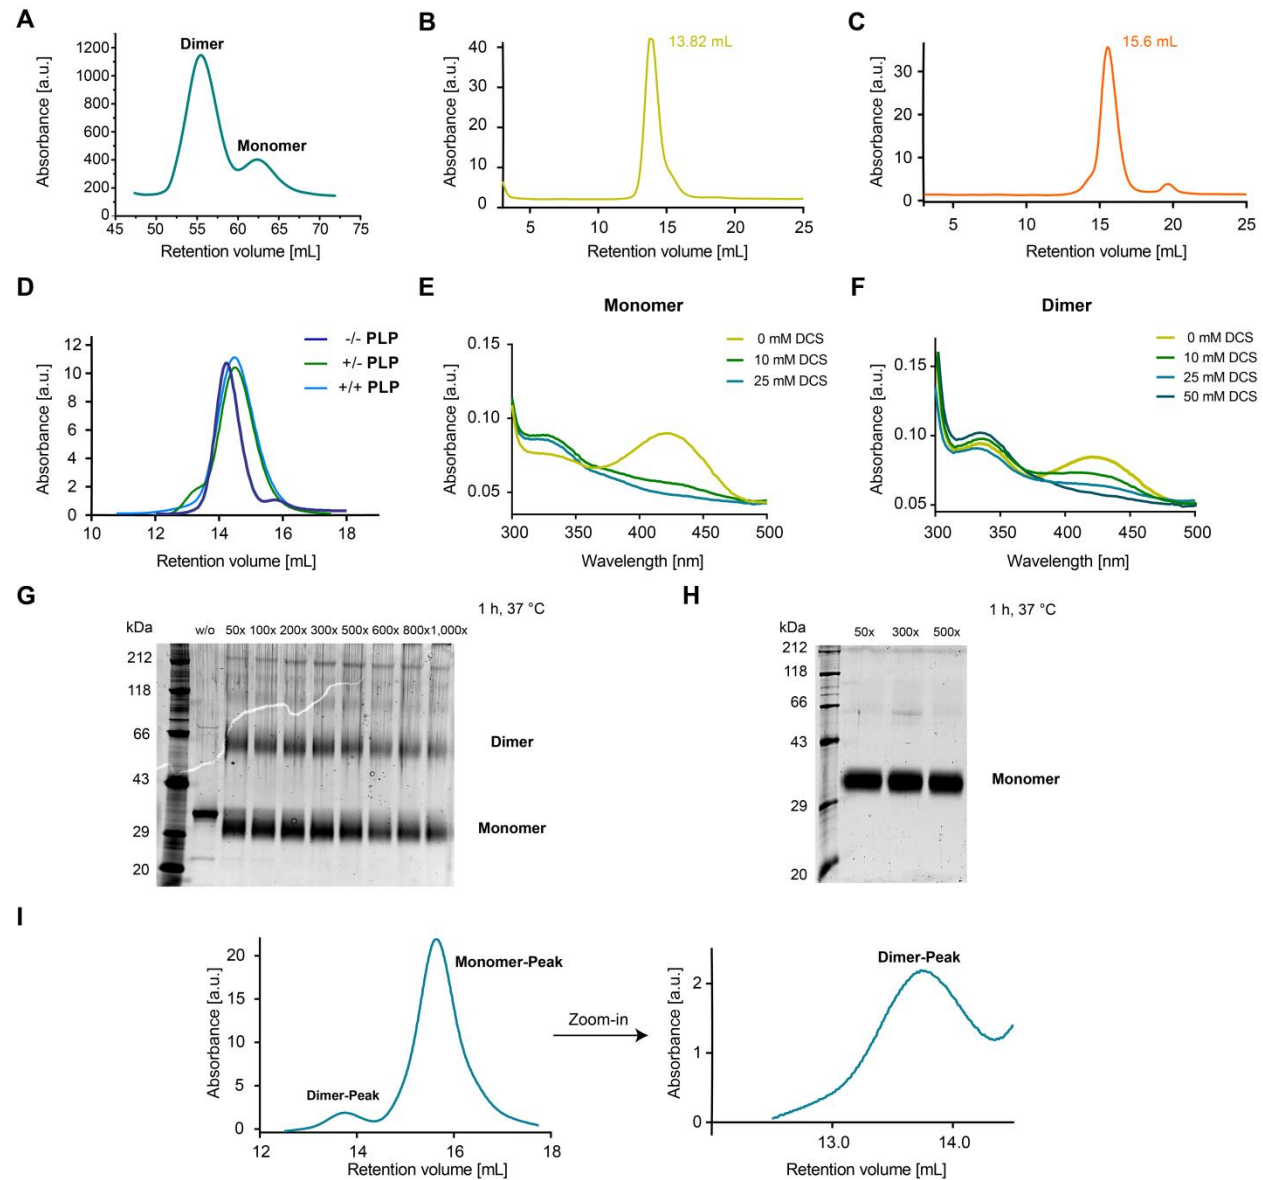 A
Absorbance [a.u.]
1200
1000
800
600
400
200
0
Dimer
Monomer
45 50 55 60 65 70 75
Retention volume [mL]
B
Absorbance [a.u.]
40
30
20
10
0
13.82 mL
5 10 15 20 25
Retention volume [mL]
C
Absorbance [a.u.]
30
20
10
0
15.6 mL
5 10 15 20 25
Retention volume [mL]
D
Absorbance [a.u.]
12
10
8
6
4
2
0
-/- PLP
+/- PLP
+/+ PLP
10 12 14 16 18
Retention volume [mL]
E
Monomer
Absorbance [a.u.]
0.15
0.10
0.05
0 mM DCS
10 mM DCS
25 mM DCS
300 350 400 450 500
Wavelength [nm]
F
Dimer
Absorbance [a.u.]
0.15
0.10
0.05
0 mM DCS
10 mM DCS
25 mM DCS
50 mM DCS
300 350 400 450 500
Wavelength [nm]
G
1 h, 37 °C
kDa
w/o 50x 100x 200x 300x 500x 600x 800x 1,000x
212
118
66
43
29
20
Dimer
Monomer
H
1 h, 37 °C
kDa
50x 300x 500x
212
118
66
43
29
20
Monomer
I
Absorbance [a.u.]
20
15
10
5
0
Monomer-Peak
Dimer-Peak
12 14 16 18
Retention volume [mL]
Zoom-in
Absorbance [a.u.]
2
1
0
Dimer-Peak
13.0 14.0
Retention volume [mL]